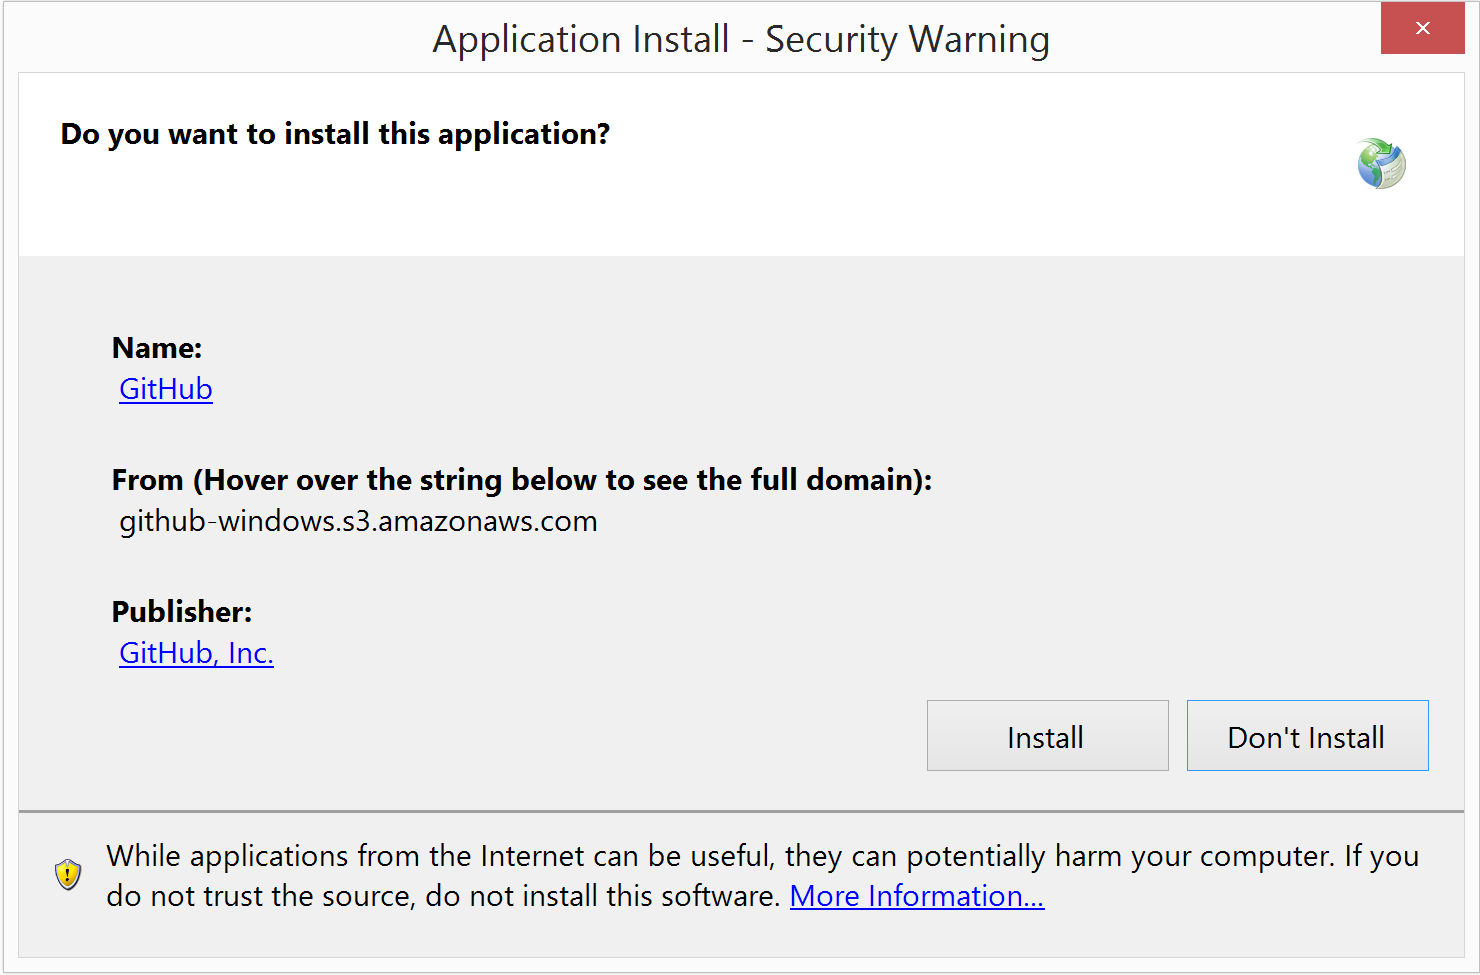 Application Install - Security Warning
Do you want to install this application?
Name:
GitHub
From (Hover over the string below to see the full domain):
github-windows.s3.amazonaws.com
Publisher:
GitHub, Inc.
Install
Don't Install
While applications from the Internet can be useful, they can potentially harm your computer. If you
do not trust the source, do not install this software. More Information...